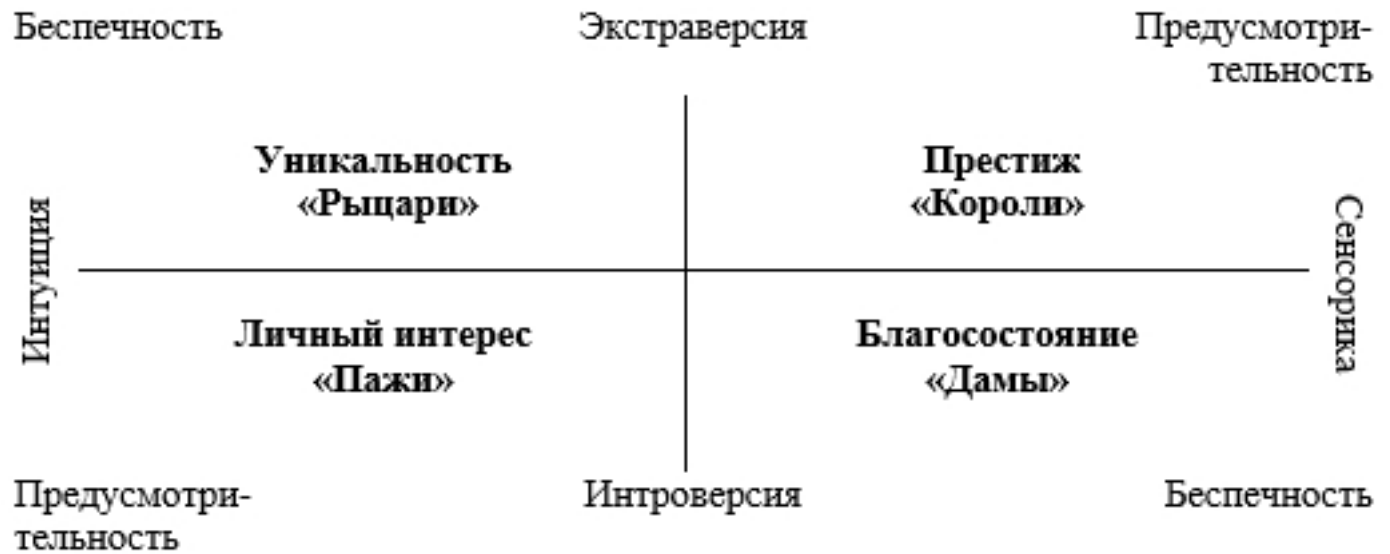 Беспечность
Экстраверсия
Предусмотри-
тельность
Уникальность
«Рыцари»
Престиж
«Короли»
Интуиция
Сенсорика
Личный интерес
«Пажи»
Благосостояние
«Дамы»
Предусмотри-
тельность
Интроверсия
Беспечность